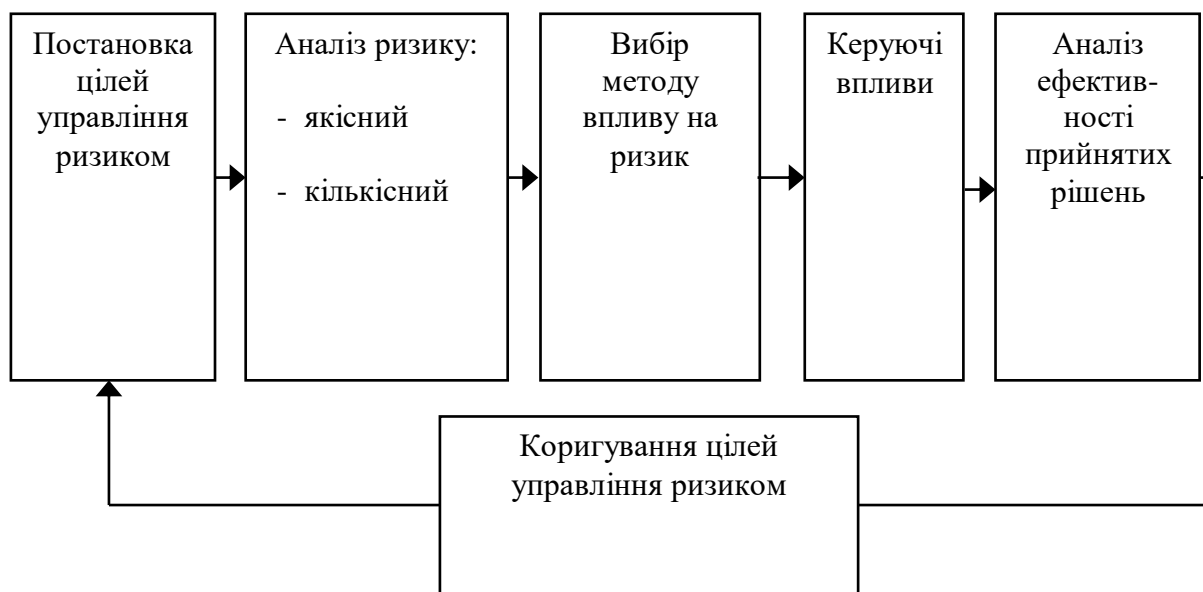 Постановка
цілей
управління
ризиком
Аналіз ризику:
- якісний
- кількісний
Вибір
методу
впливу на
ризик
Керуючі
впливи
Аналіз
ефектив-
ності
прийнятих
рішень
Коригування цілей
управління ризиком